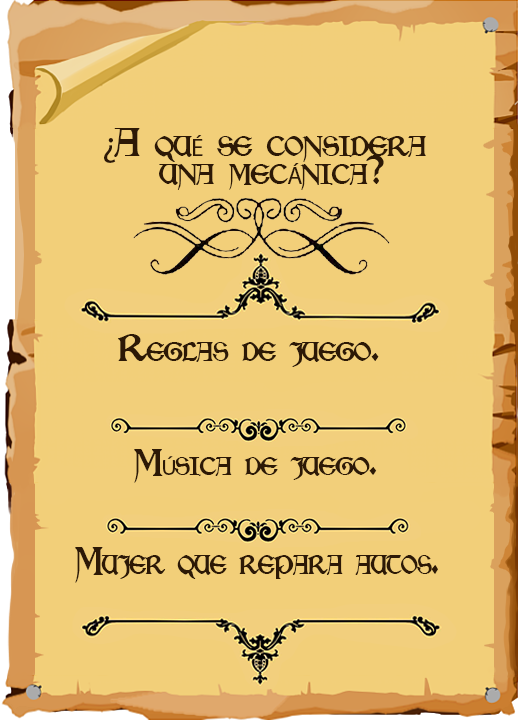 ¿A qué se considera
una mecánica?
Reglas de juego.
Música de juego.
Mujer que repara autos.